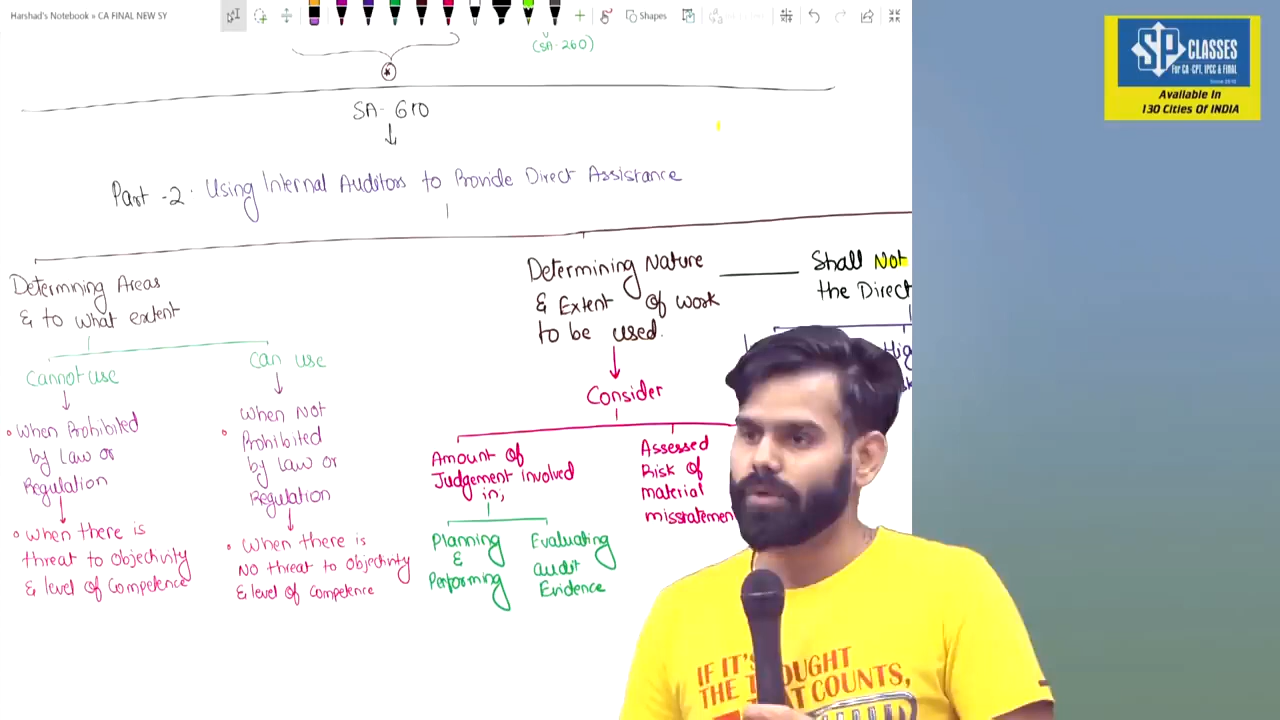 Harshad's Notebook » CA FINAL NEW SY
Shapes
(SA-260)
SA-610
Part-2. Using Internal Auditors to Provide Direct Assistance
Determining Areas
& to what extent
Cannot use
• When Prohibited
by Law or
Regulation
• When there is
threat to Objectivity
& level of Competence
Can use
• When Not
Prohibited
by Law or
Regulation
• When there is
NO threat to Objectivity
& level of Competence
Determining Nature
& Extent of work
to be used.
Consider
Amount of
Judgement involved
in,
Planning
&
Performing
Evaluating
audit
Evidence
Assessed
Risk of
material
misstatemen
Shall Not
the Direct
Hig
SP CLASSES
For CA-CPT, IPCC & FINAL
Since 2010
Available In
130 Cities Of INDIA
IF IT'S
OUGHT
THE T
T COUNTS,